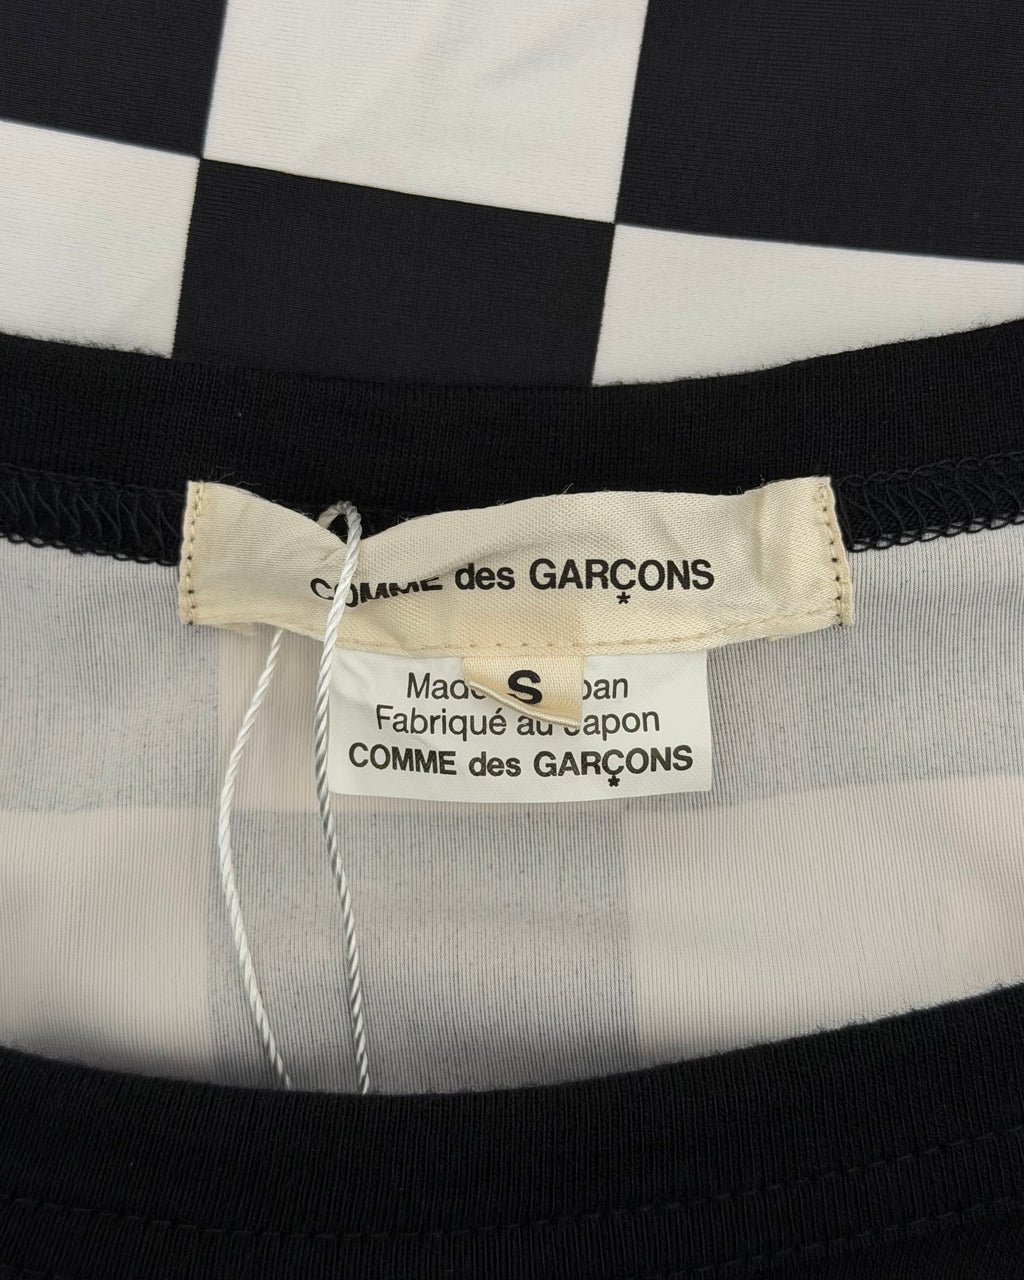 COMME des GARÇONS
*
S
Made
Fabriqué au Japon
COMME des GARÇONS
*